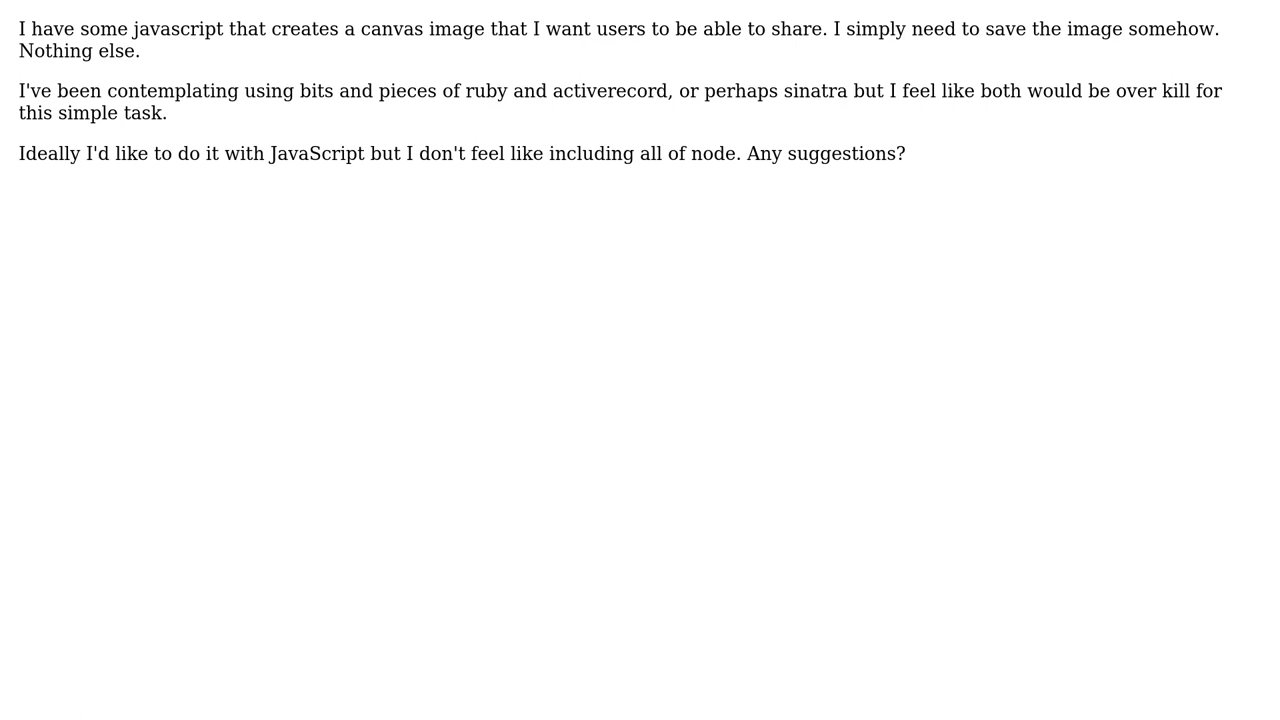 I have some javascript that creates a canvas image that I want users to be able to share. I simply need to save the image somehow.
Nothing else.
I've been contemplating using bits and pieces of ruby and activerecord, or perhaps sinatra but I feel like both would be over kill for
this simple task.
Ideally I'd like to do it with JavaScript but I don't feel like including all of node. Any suggestions?